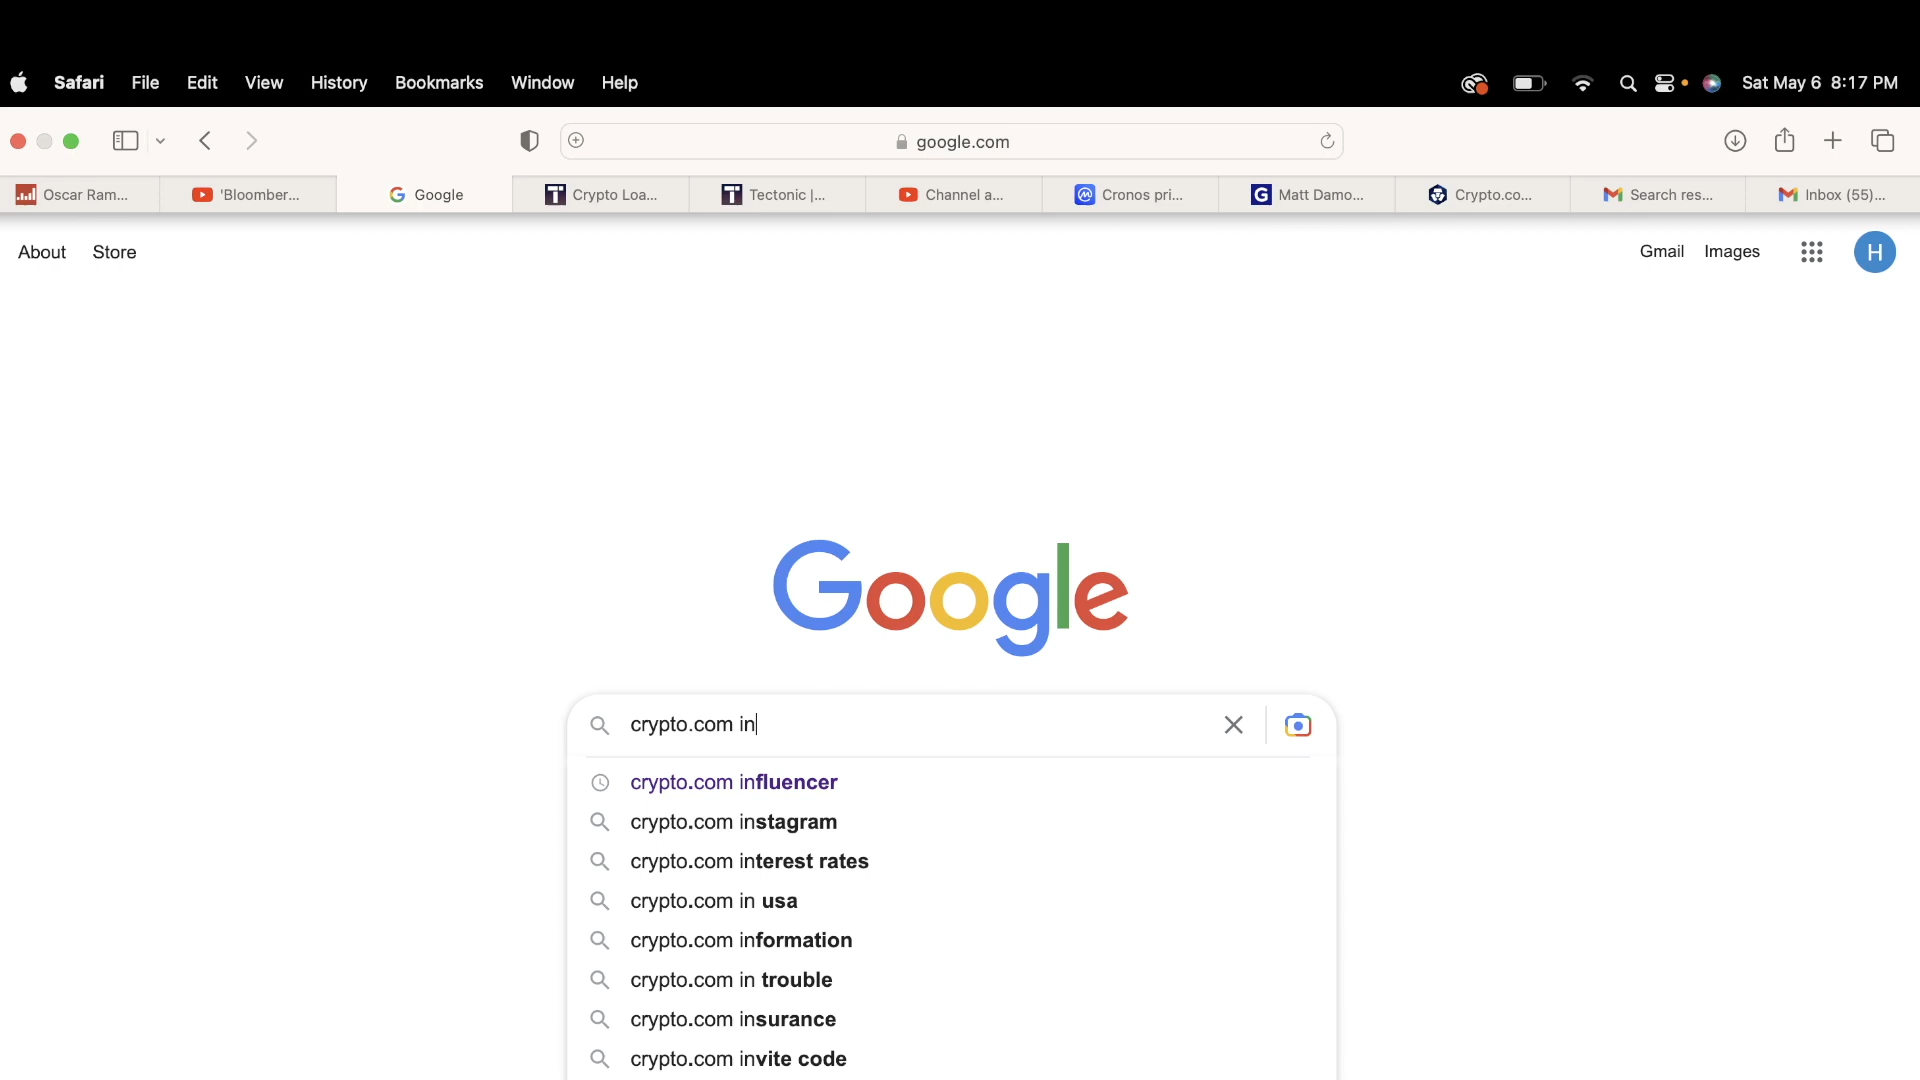 Safari File Edit View History Bookmarks Window Help Sat May 6 8:17 PM
google.com
Oscar Ram... 'Bloomber... Google Crypto Loa... Tectonic |... Channel a... Cronos pri... Matt Damo... Crypto.co... Search res... Inbox (55)...
About Store Gmail Images H
Google
crypto.com in
crypto.com influencer
crypto.com instagram
crypto.com interest rates
crypto.com in usa
crypto.com information
crypto.com in trouble
crypto.com insurance
crypto.com invite code